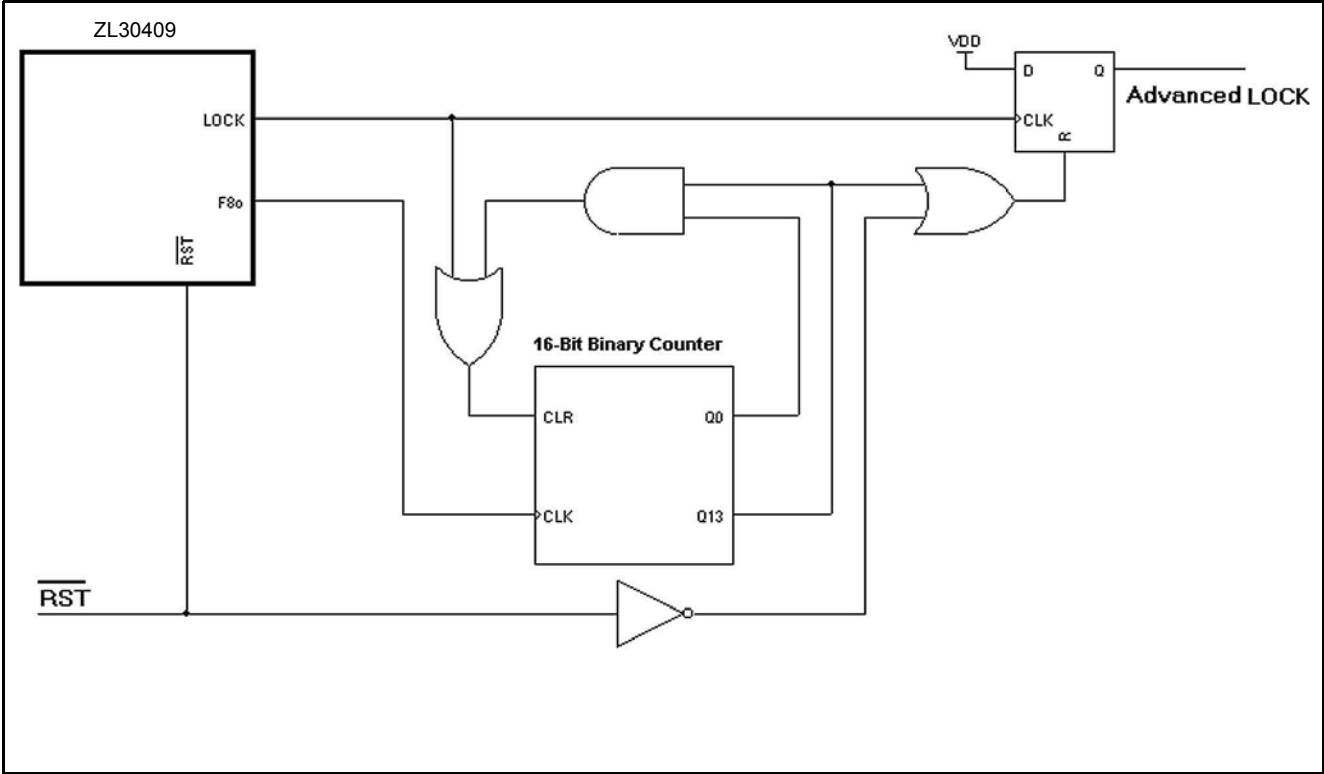 ZL30409
VDD
D Q
Advanced LOCK
LOCK
CLK
R
F8o
RST
16-Bit Binary Counter
CLR Q0
CLK Q13
RST